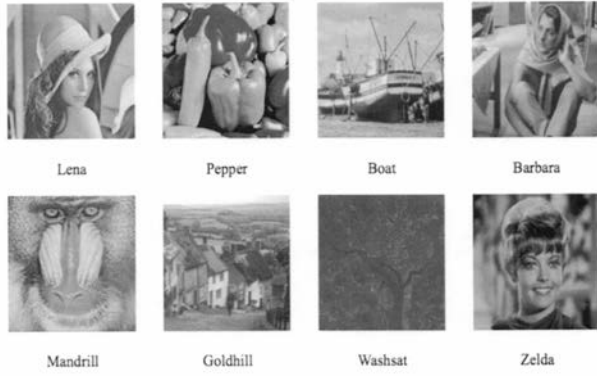 Lena
Pepper
Boat
Barbara
Mandrill
Goldhill
Washsat
Zelda